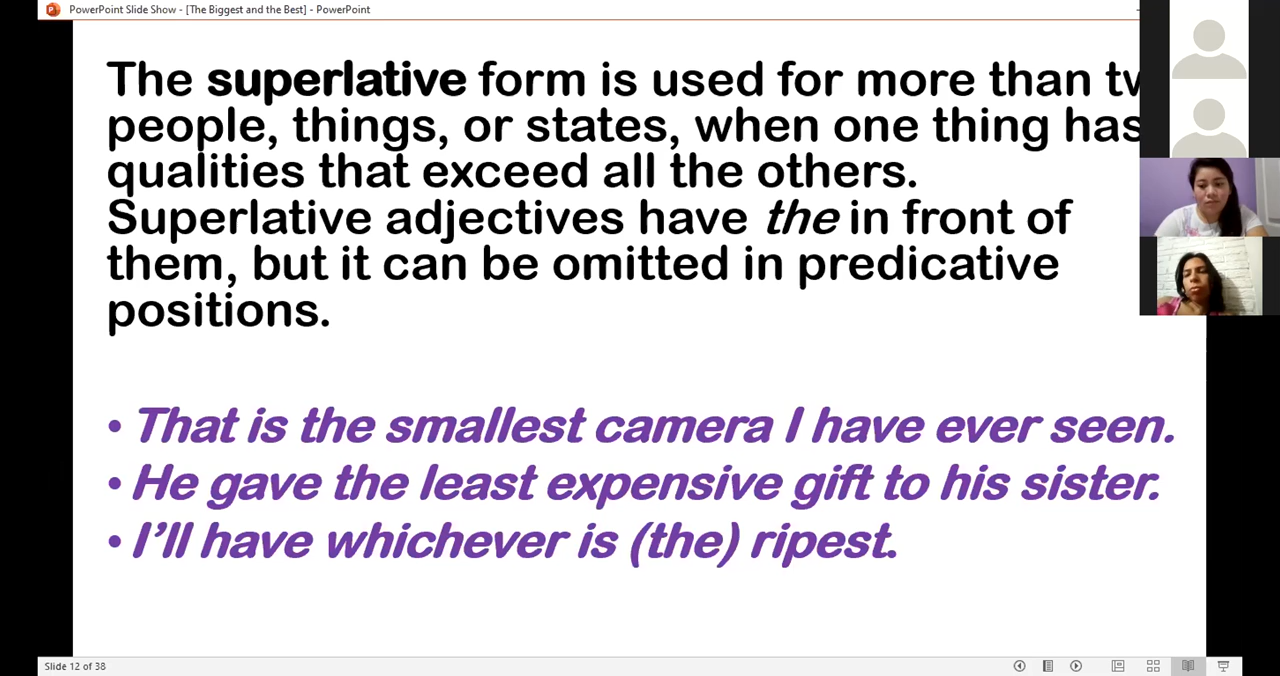 PowerPoint Slide Show - [The Biggest and the Best] - PowerPoint
The superlative form is used for more than
people, things, or states, when one thing has
qualities that exceed all the others.
Superlative adjectives have the in front of
them, but it can be omitted in predicative
positions.
• That is the smallest camera I have ever seen.
• He gave the least expensive gift to his sister.
• I'll have whichever is (the) ripest.
Slide 12 of 38